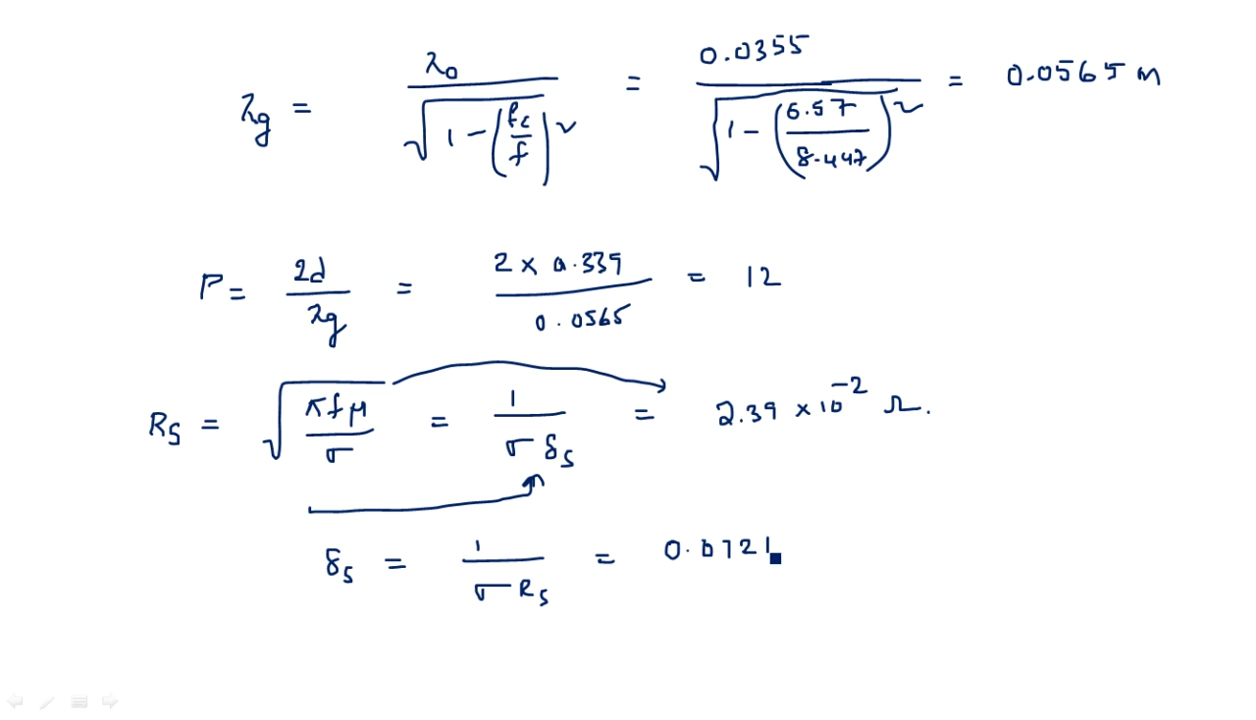 λg = λ0 / √(1 - (fc/f)²) = 0.0355 / √(1 - (6.57/8.447)²) = 0.0565 m
P = 2d / λg = 2 × 0.339 / 0.0565 = 12
Rs = √(πfμ / σ) = 1 / σ δs = 2.39 × 10⁻² Ω.
δs = 1 / σ Rs = 0.0721